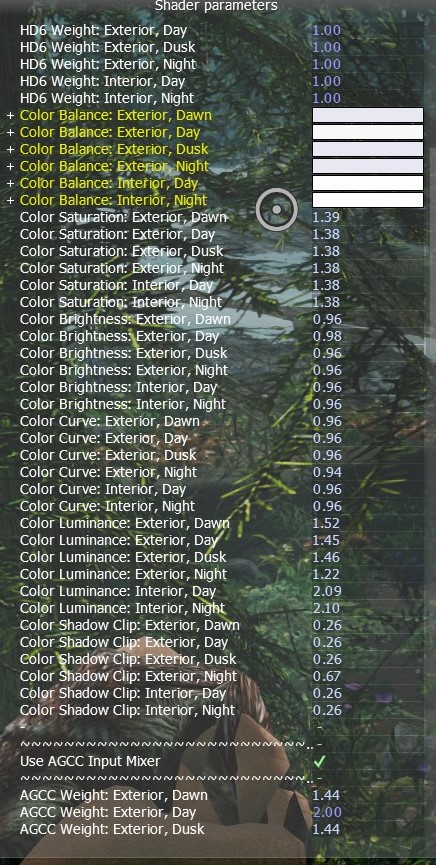 Shader parameters
HD6 Weight: Exterior, Day 1.00
HD6 Weight: Exterior, Dusk 1.00
HD6 Weight: Exterior, Night 1.00
HD6 Weight: Interior, Day 1.00
HD6 Weight: Interior, Night 1.00
+ Color Balance: Exterior, Dawn
+ Color Balance: Exterior, Day
+ Color Balance: Exterior, Dusk
+ Color Balance: Exterior, Night
+ Color Balance: Interior, Day
+ Color Balance: Interior, Night
Color Saturation: Exterior, Dawn 1.39
Color Saturation: Exterior, Day 1.38
Color Saturation: Exterior, Dusk 1.38
Color Saturation: Exterior, Night 1.38
Color Saturation: Interior, Day 1.38
Color Saturation: Interior, Night 1.38
Color Brightness: Exterior, Dawn 0.96
Color Brightness: Exterior, Day 0.98
Color Brightness: Exterior, Dusk 0.96
Color Brightness: Exterior, Night 0.96
Color Brightness: Interior, Day 0.96
Color Brightness: Interior, Night 0.96
Color Curve: Exterior, Dawn 0.96
Color Curve: Exterior, Day 0.96
Color Curve: Exterior, Dusk 0.96
Color Curve: Exterior, Night 0.94
Color Curve: Interior, Day 0.96
Color Curve: Interior, Night 0.96
Color Luminance: Exterior, Dawn 1.52
Color Luminance: Exterior, Day 1.45
Color Luminance: Exterior, Dusk 1.46
Color Luminance: Exterior, Night 1.22
Color Luminance: Interior, Day 2.09
Color Luminance: Interior, Night 2.10
Color Shadow Clip: Exterior, Dawn 0.26
Color Shadow Clip: Exterior, Day 0.26
Color Shadow Clip: Exterior, Dusk 0.26
Color Shadow Clip: Exterior, Night 0.67
Color Shadow Clip: Interior, Day 0.26
Color Shadow Clip: Interior, Night 0.26
- -
~~~~~~~~~~~~~~~~~~~~~~~~~~.. -
Use AGCC Input Mixer ✓
~~~~~~~~~~~~~~~~~~~~~~~~~~.. -
AGCC Weight: Exterior, Dawn 1.44
AGCC Weight: Exterior, Day 2.00
AGCC Weight: Exterior, Dusk 1.44